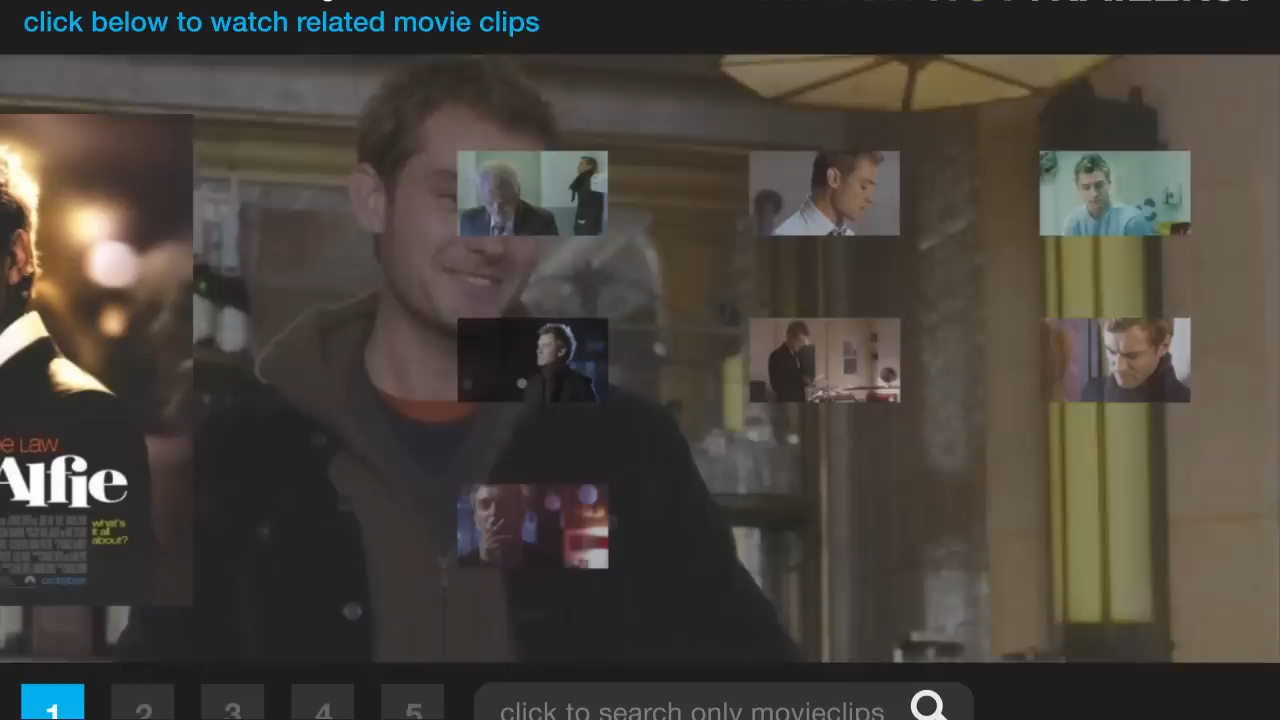 click below to watch related movie clips
LAW
Alfie
what's
it all
about?
1
2
3
4
5
click to search only movieclips